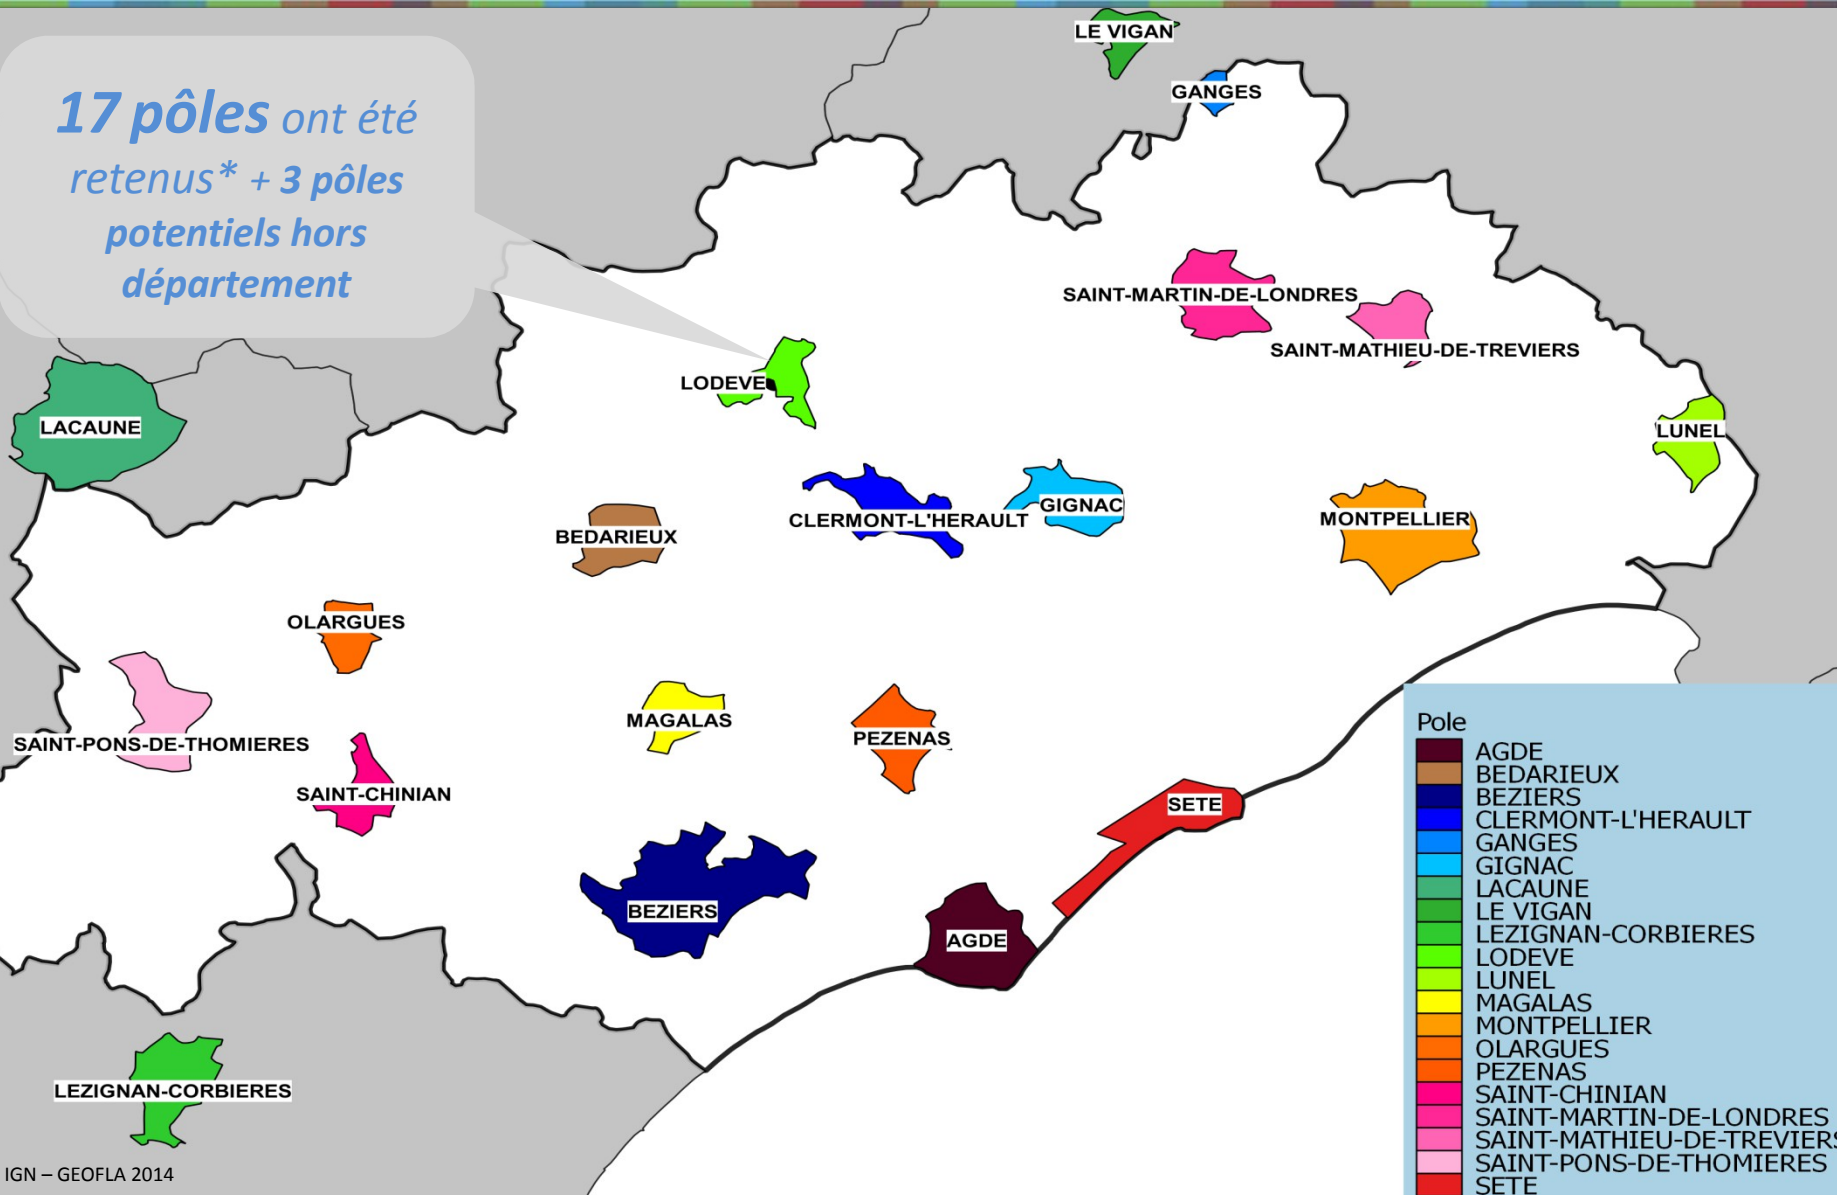 17 pôles ont été
retenus* + 3 pôles
potentiels hors
département
LE VIGAN
GANGES
SAINT-MARTIN-DE-LONDRES
SAINT-MATHIEU-DE-TREVIERS
LODEVE
LACAUNE
LUNEL
CLERMONT-L'HERAULT
GIGNAC
MONTPELLIER
BEDARIEUX
OLARGUES
MAGALAS
PEZENAS
SAINT-PONS-DE-THOMIERES
SAINT-CHINIAN
SETE
BEZIERS
AGDE
LEZIGNAN-CORBIERES
Pole
AGDE
BEDARIEUX
BEZIERS
CLERMONT-L'HERAULT
GANGES
GIGNAC
LACAUNE
LE VIGAN
LEZIGNAN-CORBIERES
LODEVE
LUNEL
MAGALAS
MONTPELLIER
OLARGUES
PEZENAS
SAINT-CHINIAN
SAINT-MARTIN-DE-LONDRES
SAINT-MATHIEU-DE-TREVIERS
SAINT-PONS-DE-THOMIERES
SETE
IGN – GEOFLA 2014